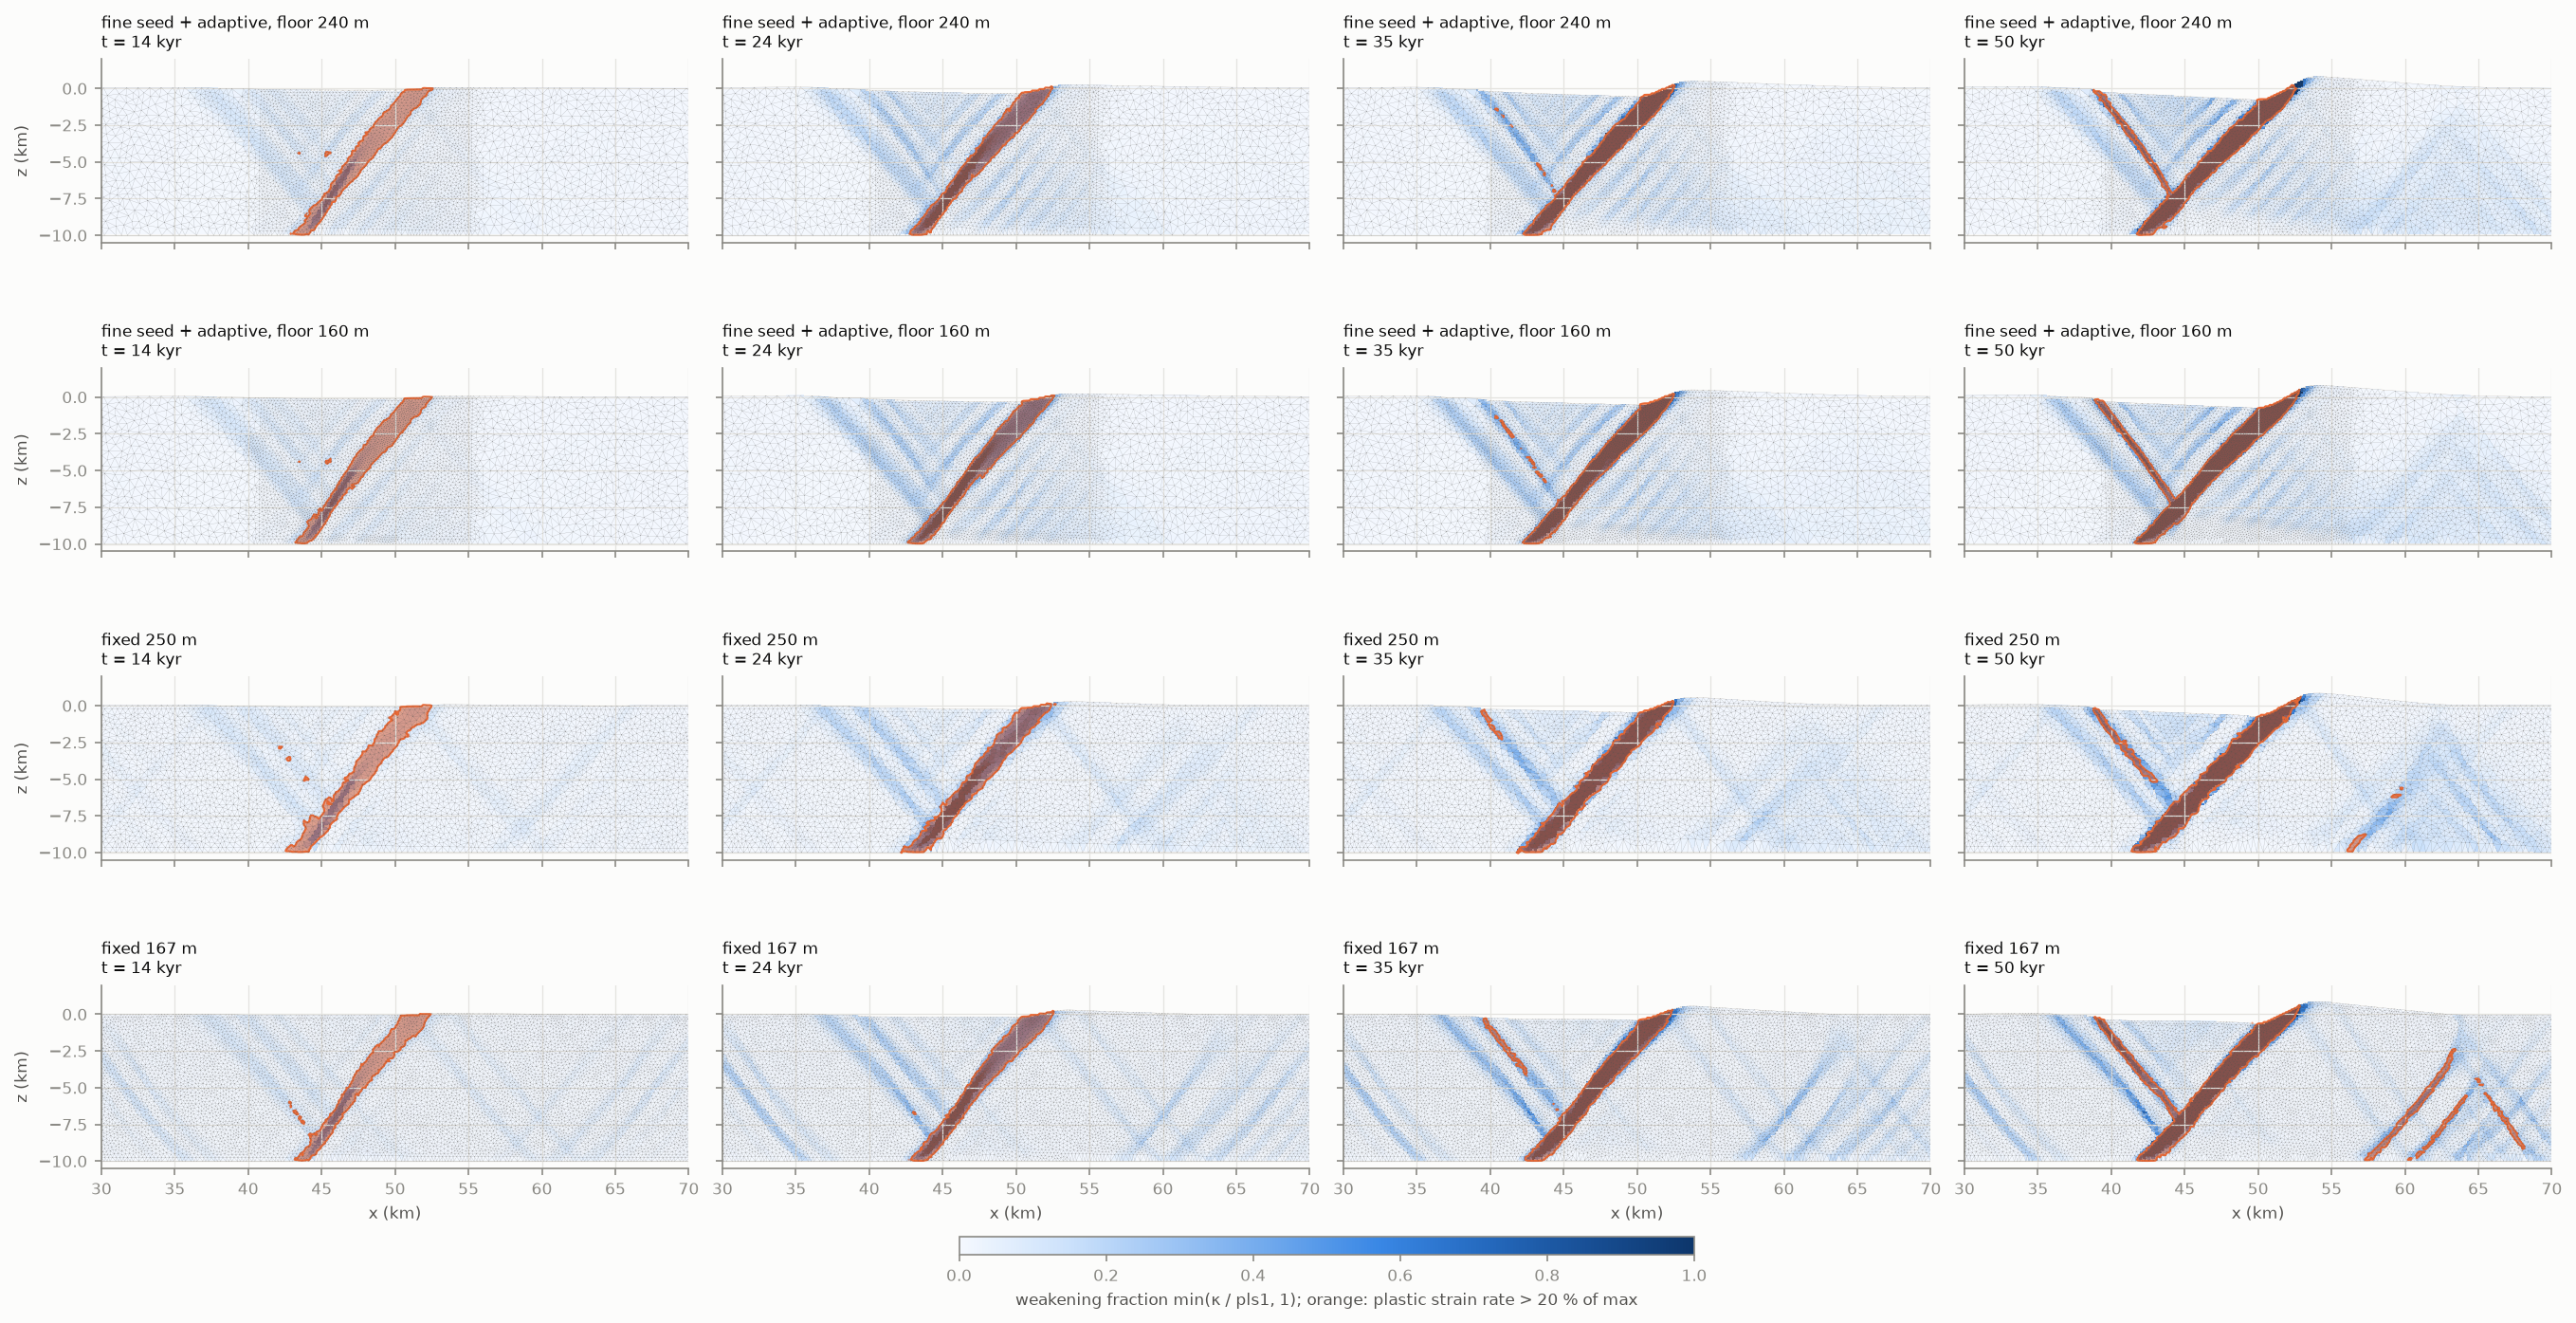 fine seed + adaptive, floor 240 m
t = 14 kyr
fine seed + adaptive, floor 240 m
t = 24 kyr
fine seed + adaptive, floor 240 m
t = 35 kyr
fine seed + adaptive, floor 240 m
t = 50 kyr
0.0
−2.5
−5.0
−7.5
−10.0
z (km)
fine seed + adaptive, floor 160 m
t = 14 kyr
fine seed + adaptive, floor 160 m
t = 24 kyr
fine seed + adaptive, floor 160 m
t = 35 kyr
fine seed + adaptive, floor 160 m
t = 50 kyr
0.0
−2.5
−5.0
−7.5
−10.0
z (km)
fixed 250 m
t = 14 kyr
fixed 250 m
t = 24 kyr
fixed 250 m
t = 35 kyr
fixed 250 m
t = 50 kyr
0.0
−2.5
−5.0
−7.5
−10.0
z (km)
fixed 167 m
t = 14 kyr
fixed 167 m
t = 24 kyr
fixed 167 m
t = 35 kyr
fixed 167 m
t = 50 kyr
0.0
−2.5
−5.0
−7.5
−10.0
z (km)
30 35 40 45 50 55 60 65 70
30 35 40 45 50 55 60 65 70
30 35 40 45 50 55 60 65 70
30 35 40 45 50 55 60 65 70
x (km)
x (km)
x (km)
x (km)
0.0 0.2 0.4 0.6 0.8 1.0
weakening fraction min(κ / pls1, 1); orange: plastic strain rate > 20 % of max